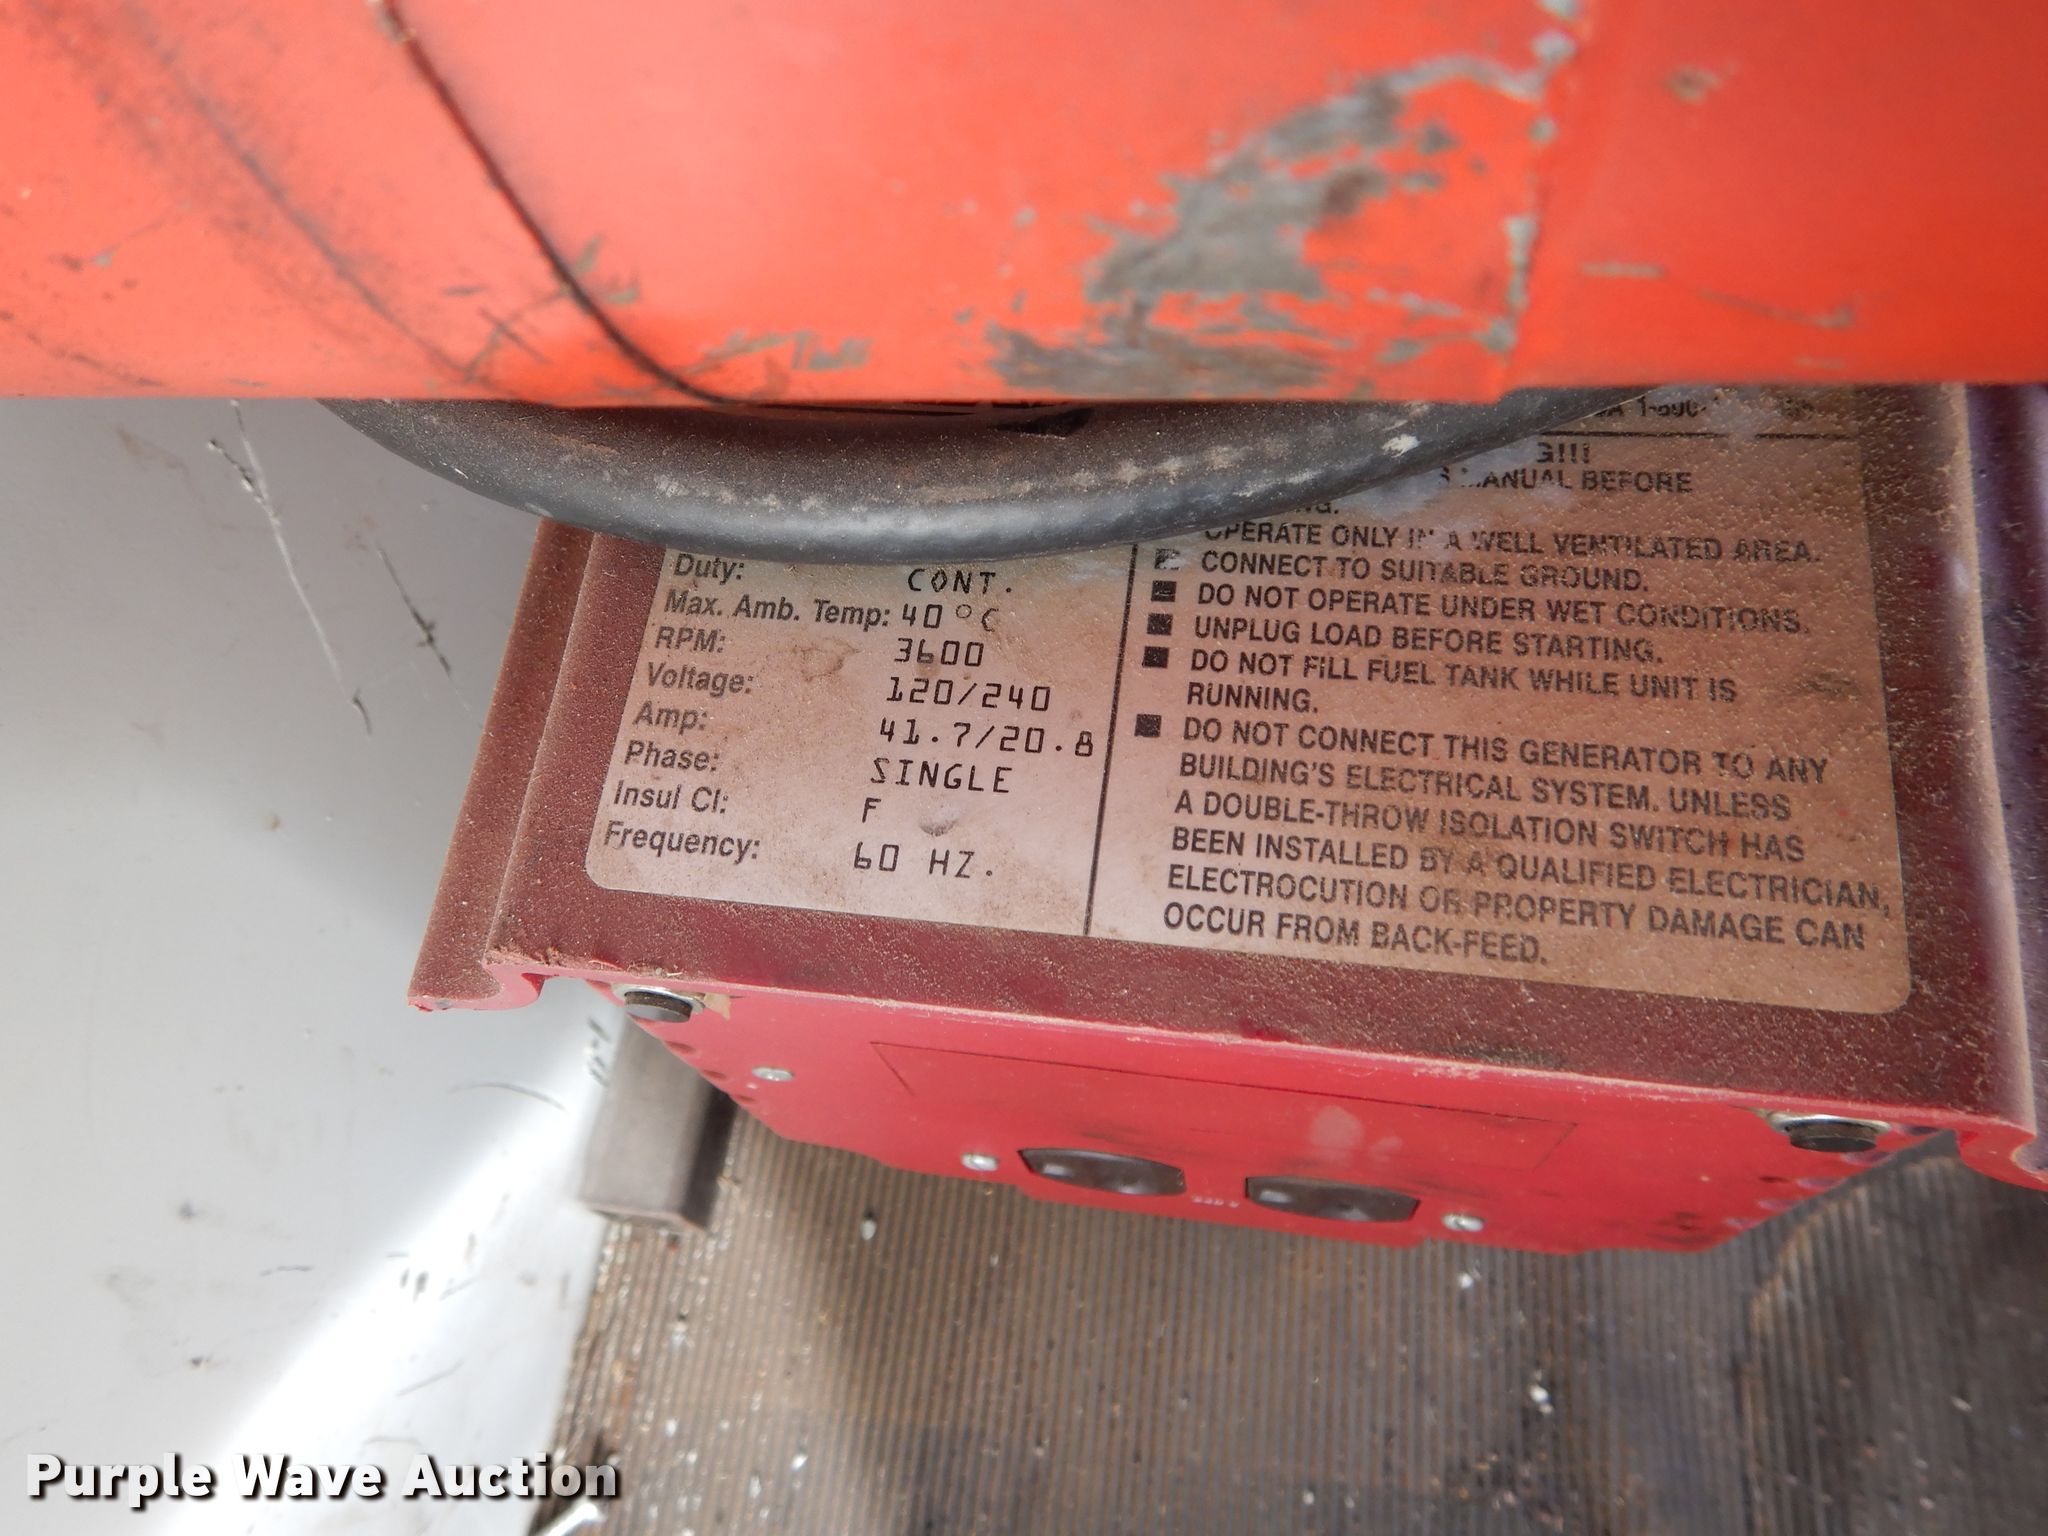 Duty: CONT.
Max. Amb. Temp: 40°C
RPM: 3600
Voltage: 120/240
Amp: 41.7/20.8
Phase: SINGLE
Insul Cl: F
Frequency: 60 HZ.
MANUAL BEFORE
OPERATE ONLY IN A WELL VENTILATED AREA.
■ CONNECT TO SUITABLE GROUND.
■ DO NOT OPERATE UNDER WET CONDITIONS.
■ UNPLUG LOAD BEFORE STARTING.
■ DO NOT FILL FUEL TANK WHILE UNIT IS
RUNNING.
■ DO NOT CONNECT THIS GENERATOR TO ANY
BUILDING'S ELECTRICAL SYSTEM. UNLESS
A DOUBLE-THROW ISOLATION SWITCH HAS
BEEN INSTALLED BY A QUALIFIED ELECTRICIAN,
ELECTROCUTION OR PROPERTY DAMAGE CAN
OCCUR FROM BACK-FEED.
Purple Wave Auction